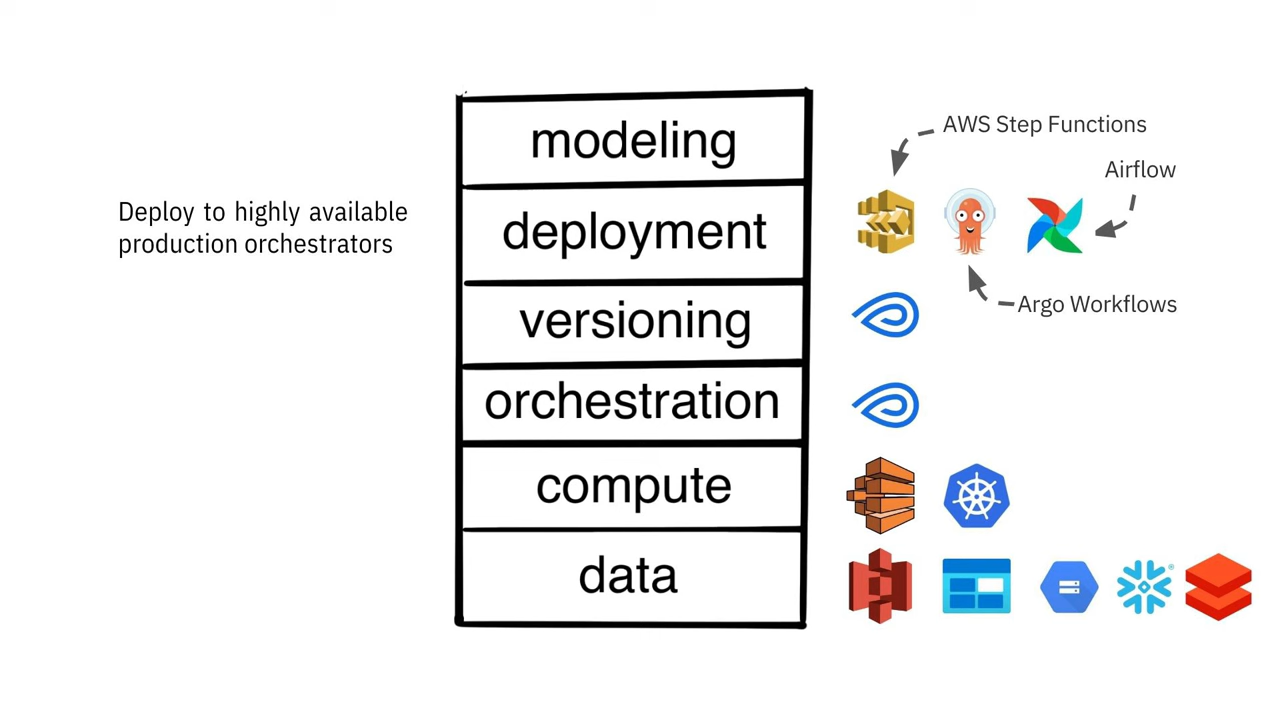 modeling
AWS Step Functions
Airflow
Deploy to highly available
production orchestrators
deployment
Argo Workflows
versioning
orchestration
compute
data